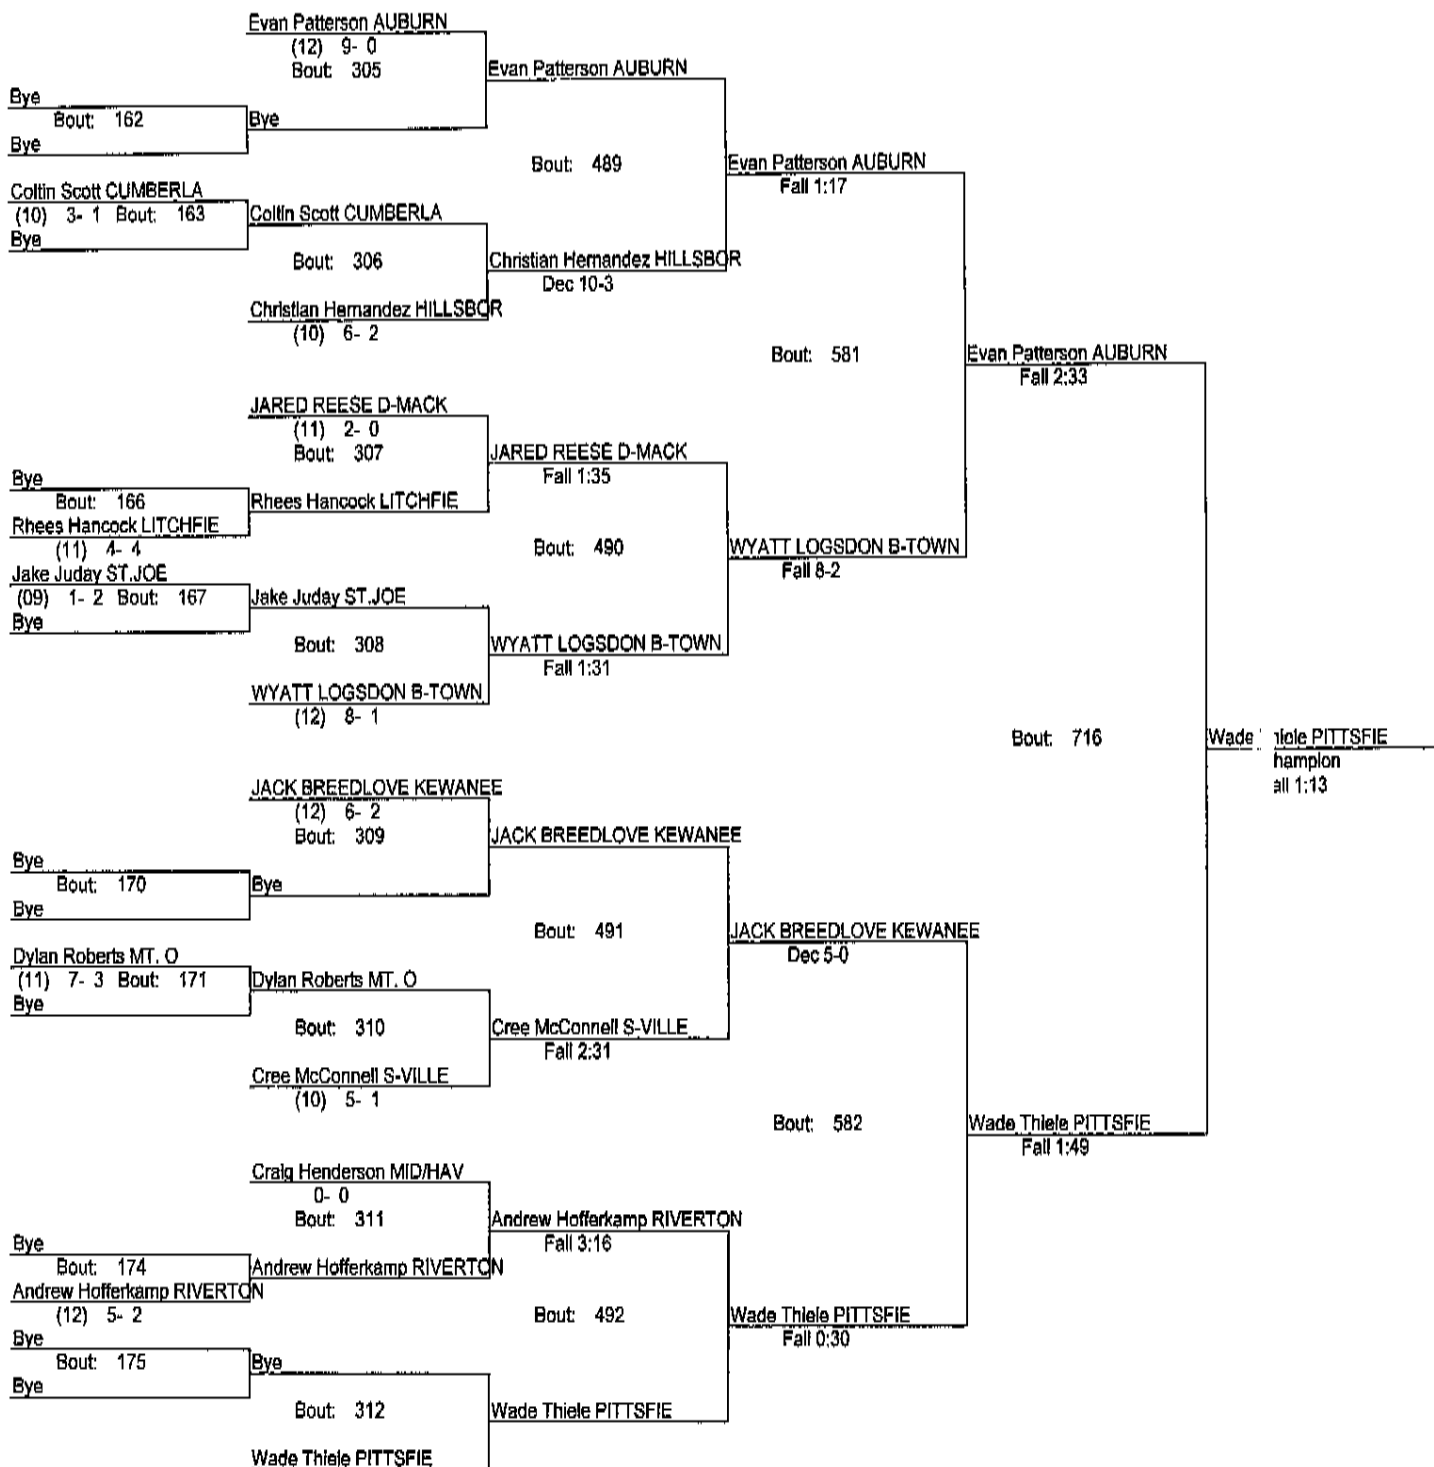 Evan Patterson AUBURN
(12) 9- 0
Bout: 305
Evan Patterson AUBURN
Bye
Bout: 162
Bye
Bye
Bout: 489
Evan Patterson AUBURN
Fall 1:17
Coltin Scott CUMBERLA
(10) 3- 1 Bout: 163
Bye
Coltin Scott CUMBERLA
Bout: 306
Christian Hernandez HILLSBOR
Dec 10-3
Christian Hernandez HILLSBOR
(10) 6- 2
Bout: 581
Evan Patterson AUBURN
Fall 2:33
JARED REESE D-MACK
(11) 2- 0
Bout: 307
JARED REESE D-MACK
Fall 1:35
Bye
Bout: 166
Rhees Hancock LITCHFIE
Rhees Hancock LITCHFIE
(11) 4- 4
Bout: 490
WYATT LOGSDON B-TOWN
Fall 8-2
Jake Juday ST.JOE
(09) 1- 2 Bout: 167
Bye
Jake Juday ST.JOE
Bout: 308
WYATT LOGSDON B-TOWN
Fall 1:31
WYATT LOGSDON B-TOWN
(12) 8- 1
Bout: 716
Wade hiele PITTSFIE
hampion
all 1:13
JACK BREEDLOVE KEWANEE
(12) 6- 2
Bout: 309
JACK BREEDLOVE KEWANEE
Bye
Bout: 170
Bye
Bye
Bout: 491
JACK BREEDLOVE KEWANEE
Dec 5-0
Dylan Roberts MT. O
(11) 7- 3 Bout: 171
Bye
Dylan Roberts MT. O
Bout: 310
Cree McConnell S-VILLE
Fall 2:31
Cree McConnell S-VILLE
(10) 5- 1
Bout: 582
Wade Thiele PITTSFIE
Fall 1:49
Craig Henderson MID/HAV
0- 0
Bout: 311
Andrew Hofferkamp RIVERTON
Fall 3:16
Bye
Bout: 174
Andrew Hofferkamp RIVERTON
Andrew Hofferkamp RIVERTON
(12) 5- 2
Bout: 492
Wade Thiele PITTSFIE
Fall 0:30
Bye
Bout: 175
Bye
Bye
Bout: 312
Wade Thiele PITTSFIE
Wade Thiele PITTSFIE